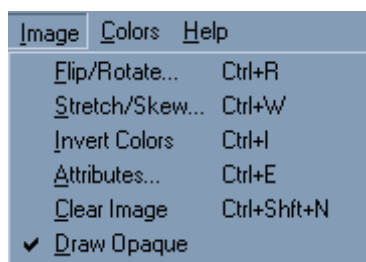 Image Colors Help
Flip/Rotate... Ctrl+R
Stretch/Skew... Ctrl+W
Invert Colors Ctrl+I
Attributes... Ctrl+E
Clear Image Ctrl+Shft+N
Draw Opaque